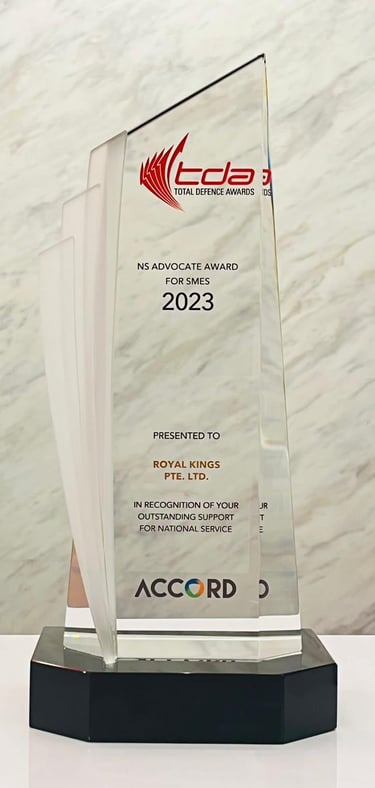 tda
TOTAL DEFENCE AWARDS
NS ADVOCATE AWARD
FOR SMES
2023
PRESENTED TO
ROYAL KINGS
PTE. LTD.
IN RECOGNITION OF YOUR
OUTSTANDING SUPPORT
FOR NATIONAL SERVICE
ACCORD